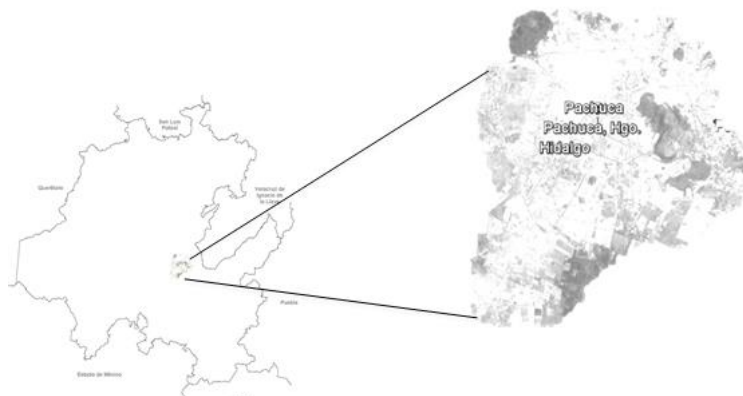 San Luis
Potosí
Querétaro
Veracruz de
Ignacio de
la Llave
Puebla
Estado de México
Pachuca
Pachuca, Hgo.
Hidalgo